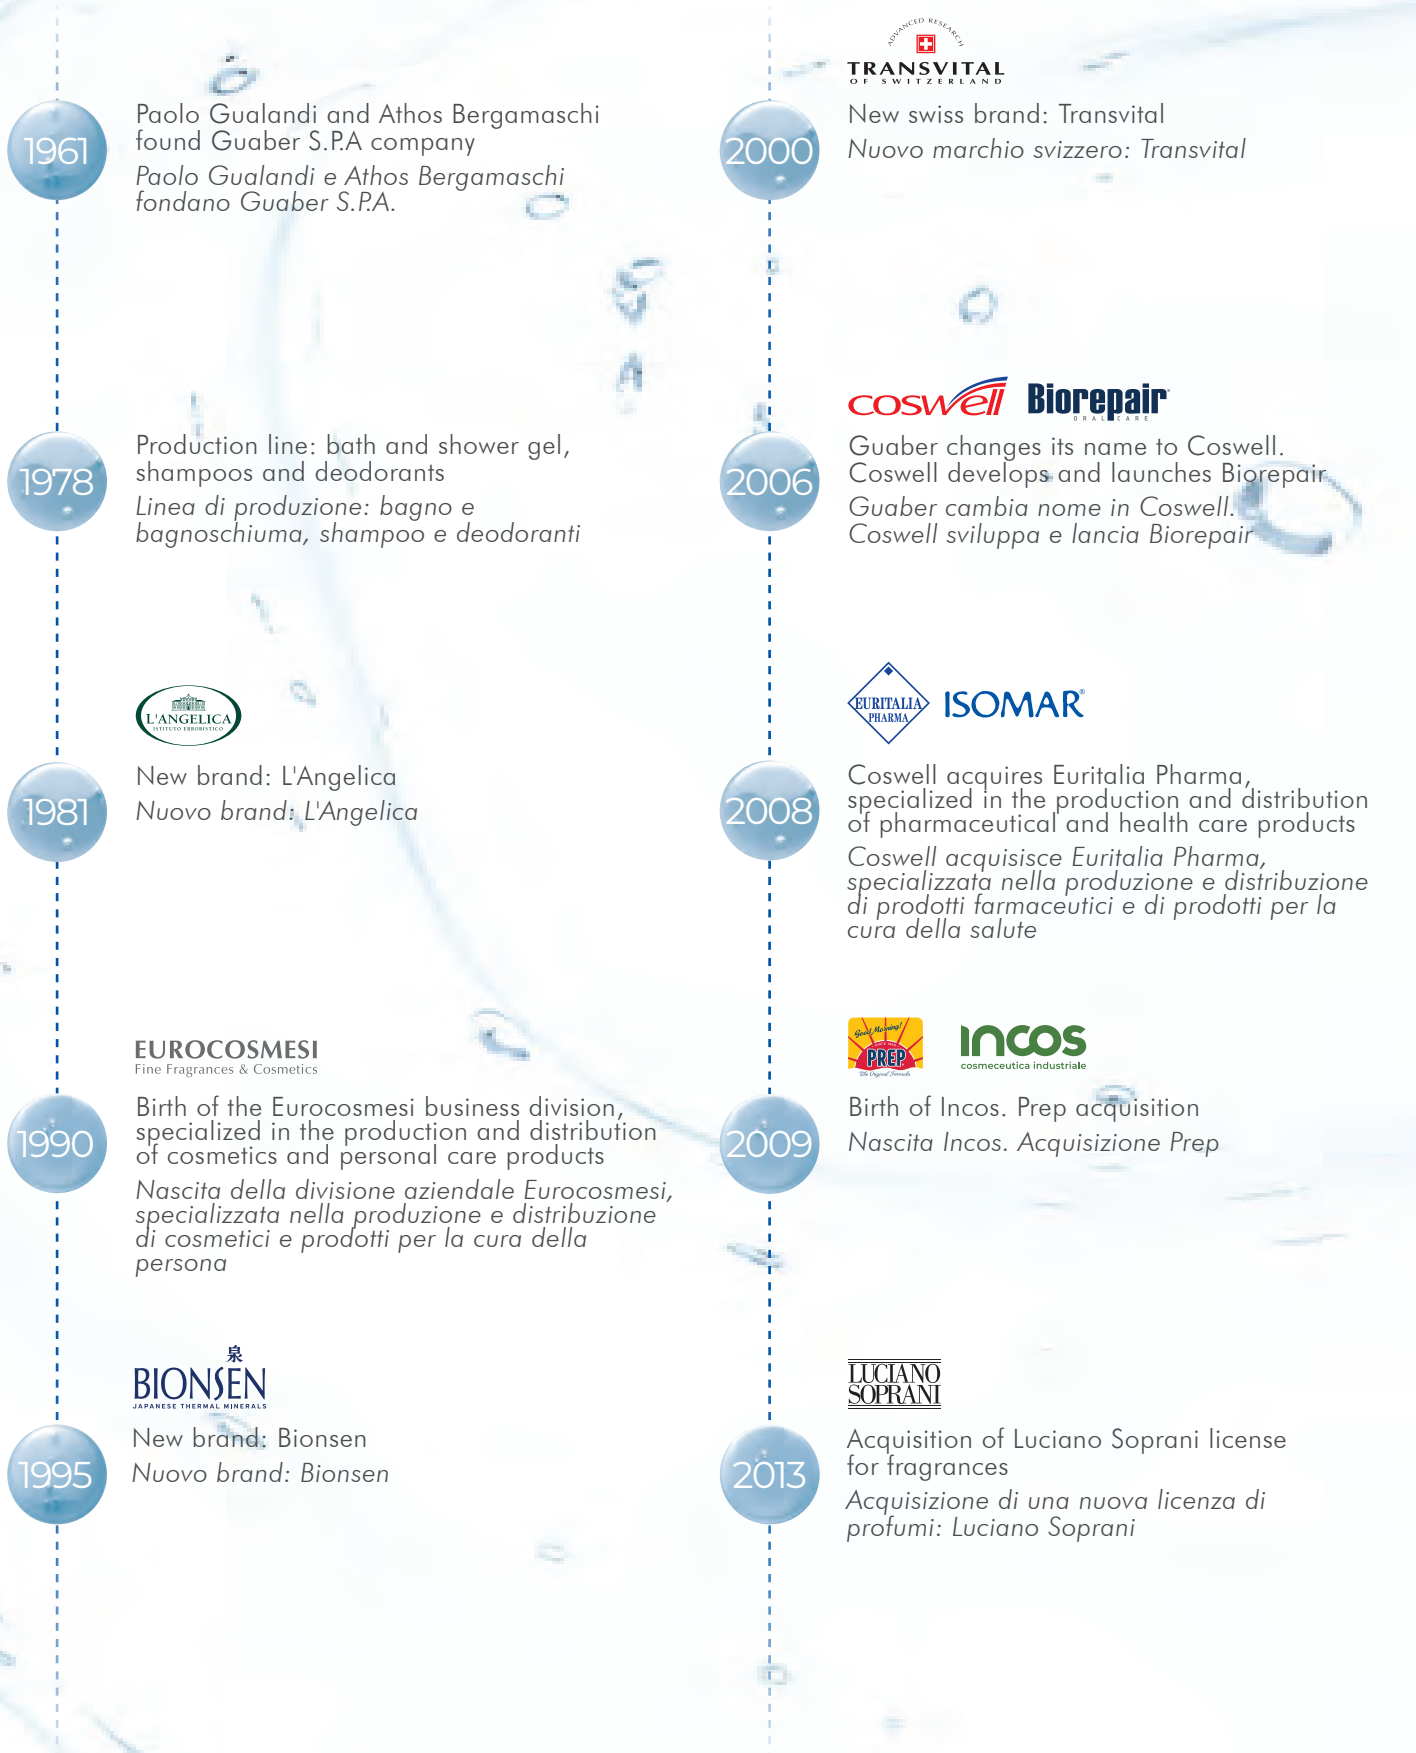 1961
Paolo Gualandi and Athos Bergamaschi
found Guaber S.P.A company
Paolo Gualandi e Athos Bergamaschi
fondano Guaber S.P.A.
1978
Production line: bath and shower gel,
shampoos and deodorants
Linea di produzione: bagno e
bagnoschiuma, shampoo e deodoranti
L'ANGELICA
ISTITUTO ERBORISTICO
1981
New brand: L'Angelica
Nuovo brand: L'Angelica
EUROCOSMESI
Fine Fragrances & Cosmetics
1990
Birth of the Eurocosmesi business division,
specialized in the production and distribution
of cosmetics and personal care products
Nascita della divisione aziendale Eurocosmesi,
specializzata nella produzione e distribuzione
di cosmetici e prodotti per la cura della
persona
泉
BIONSEN
JAPANESE THERMAL MINERALS
1995
New brand: Bionsen
Nuovo brand: Bionsen
ADVANCED RESEARCH
TRANSVITAL
OF SWITZERLAND
2000
New swiss brand: Transvital
Nuovo marchio svizzero: Transvital
coswell Biorepair
ORAL CARE
2006
Guaber changes its name to Coswell.
Coswell develops and launches Biorepair
Guaber cambia nome in Coswell.
Coswell sviluppa e lancia Biorepair
EURITALIA
PHARMA
ISOMAR®
2008
Coswell acquires Euritalia Pharma,
specialized in the production and distribution
of pharmaceutical and health care products
Coswell acquisisce Euritalia Pharma,
specializzata nella produzione e distribuzione
di prodotti farmaceutici e di prodotti per la
cura della salute
Good Morning!
PREP
The Original Formula
incos
cosmeceutica industriale
2009
Birth of Incos. Prep acquisition
Nascita Incos. Acquisizione Prep
LUCIANO
SOPRANI
2013
Acquisition of Luciano Soprani license
for fragrances
Acquisizione di una nuova licenza di
profumi: Luciano Soprani